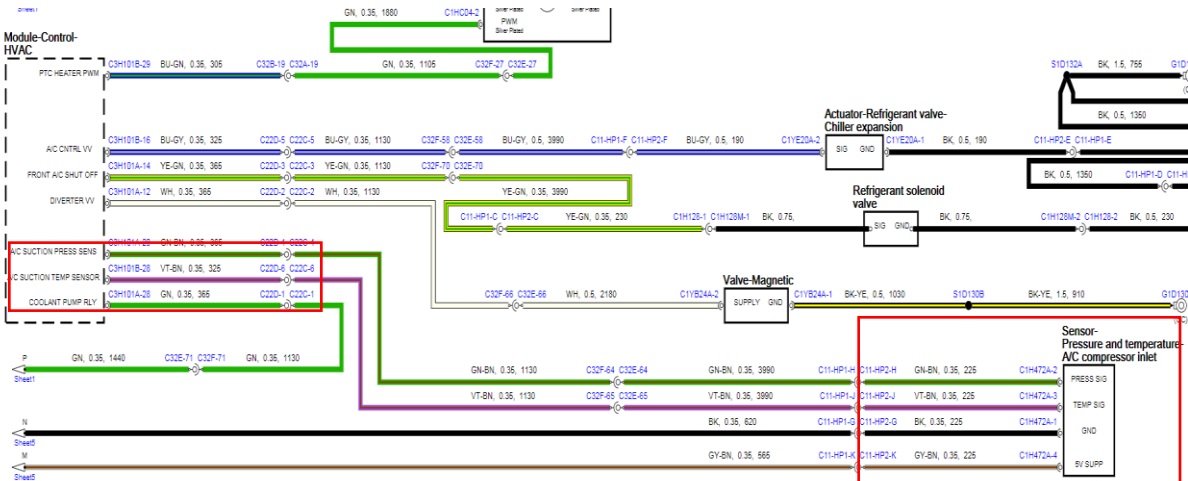 Sheet1
GN, 0.35, 1880
C1HC04-2
Silver Plated
PWM
Silver Plated
Silver Plated
Module-Control-
HVAC
PTC HEATER PWM
C3H101B-29
BU-GN, 0.35, 305
C32B-19
C32A-19
GN, 0.35, 1105
C32F-27
C32E-27
S1D132A
BK, 1.5, 755
BK, 0.5, 1350
Actuator-Refrigerant valve-
Chiller expansion
A/C CNTRL VV
C3H101B-16
BU-GY, 0.35, 325
C22D-5
C22C-5
BU-GY, 0.35, 1130
C32F-58
C32E-58
BU-GY, 0.5, 3990
C11-HP1-F
C11-HP2-F
BU-GY, 0.5, 190
C1YE20A-2
SIG
GND
C1YE20A-1
BK, 0.5, 190
C11-HP2-E
C11-HP1-E
FRONT A/C SHUT OFF
C3H101A-14
YE-GN, 0.35, 365
C22D-3
C22C-3
YE-GN, 0.35, 1130
C32F-70
C32E-70
BK, 0.5, 1350
C11-HP1-D
DIVERTER VV
C3H101A-12
WH, 0.35, 365
C22D-2
C22C-2
WH, 0.35, 1130
YE-GN, 0.35, 3990
Refrigerant solenoid
valve
C11-HP1-C
C11-HP2-C
YE-GN, 0.35, 230
C1H128-1
C1H128M-1
BK, 0.75,
SIG
GND
BK, 0.75,
C1H128M-2
C1H128-2
BK, 0.5, 230
A/C SUCTION PRESS SENS
C3H101A-29
GN-BN, 0.35, 365
C22D-4
C22C-4
A/C SUCTION TEMP SENSOR
C3H101B-28
VT-BN, 0.35, 325
C22D-6
C22C-6
COOLANT PUMP RLY
C3H101A-28
GN, 0.35, 365
C22D-1
C22C-1
Valve-Magnetic
C32F-66
C32E-66
WH, 0.5, 2180
C1YB24A-2
SUPPLY
GND
C1YB24A-1
BK-YE, 0.5, 1030
S1D130B
BK-YE, 1.5, 910
G1D130
Sensor-
Pressure and temperature-
A/C compressor inlet
P
Sheet1
GN, 0.35, 1440
C32E-71
C32F-71
GN, 0.35, 1130
GN-BN, 0.35, 1130
C32F-64
C32E-64
GN-BN, 0.35, 3990
C11-HP1-H
C11-HP2-H
GN-BN, 0.35, 225
C1H472A-2
PRESS SIG
VT-BN, 0.35, 1130
C32F-65
C32E-65
VT-BN, 0.35, 3990
C11-HP1-J
C11-HP2-J
VT-BN, 0.35, 225
C1H472A-3
TEMP SIG
N
Sheet5
BK, 0.35, 620
C11-HP1-G
C11-HP2-G
BK, 0.35, 225
C1H472A-1
GND
M
Sheet5
GY-BN, 0.35, 565
C11-HP1-K
C11-HP2-K
GY-BN, 0.35, 225
C1H472A-4
5V SUPP